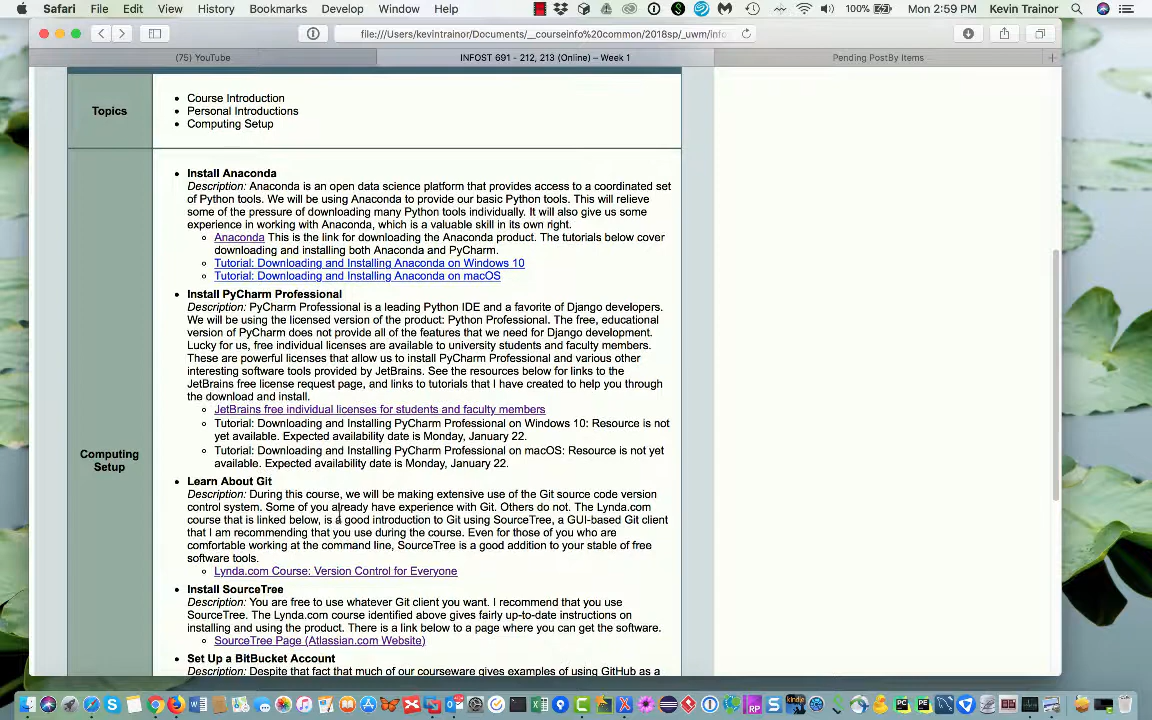 Safari File Edit View History Bookmarks Develop Window Help 100% Mon 2:59 PM Kevin Trainor
file:///Users/kevintrainor/Documents/__courseinfo%20common/2018sp/_uwm/info
(75) YouTube INFOST 691 - 212, 213 (Online) – Week 1 Pending PostBy Items
Topics
• Course Introduction
• Personal Introductions
• Computing Setup
Computing
Setup
• Install Anaconda
Description: Anaconda is an open data science platform that provides access to a coordinated set
of Python tools. We will be using Anaconda to provide our basic Python tools. This will relieve
some of the pressure of downloading many Python tools individually. It will also give us some
experience in working with Anaconda, which is a valuable skill in its own right.
Anaconda This is the link for downloading the Anaconda product. The tutorials below cover
downloading and installing both Anaconda and PyCharm.
Tutorial: Downloading and Installing Anaconda on Windows 10
Tutorial: Downloading and Installing Anaconda on macOS
• Install PyCharm Professional
Description: PyCharm Professional is a leading Python IDE and a favorite of Django developers.
We will be using the licensed version of the product: Python Professional. The free, educational
version of PyCharm does not provide all of the features that we need for Django development.
Lucky for us, free individual licenses are available to university students and faculty members.
These are powerful licenses that allow us to install PyCharm Professional and various other
interesting software tools provided by JetBrains. See the resources below for links to the
JetBrains free license request page, and links to tutorials that I have created to help you through
the download and install.
JetBrains free individual licenses for students and faculty members
Tutorial: Downloading and Installing PyCharm Professional on Windows 10: Resource is not
yet available. Expected availability date is Monday, January 22.
Tutorial: Downloading and Installing PyCharm Professional on macOS: Resource is not yet
available. Expected availability date is Monday, January 22.
• Learn About Git
Description: During this course, we will be making extensive use of the Git source code version
control system. Some of you already have experience with Git. Others do not. The Lynda.com
course that is linked below, is a good introduction to Git using SourceTree, a GUI-based Git client
that I am recommending that you use during the course. Even for those of you who are
comfortable working at the command line, SourceTree is a good addition to your stable of free
software tools.
Lynda.com Course: Version Control for Everyone
• Install SourceTree
Description: You are free to use whatever Git client you want. I recommend that you use
SourceTree. The Lynda.com course identified above gives fairly up-to-date instructions on
installing and using the product. There is a link below to a page where you can get the software.
SourceTree Page (Atlassian.com Website)
• Set Up a BitBucket Account
Description: Despite that fact that much of our courseware gives examples of using GitHub as a